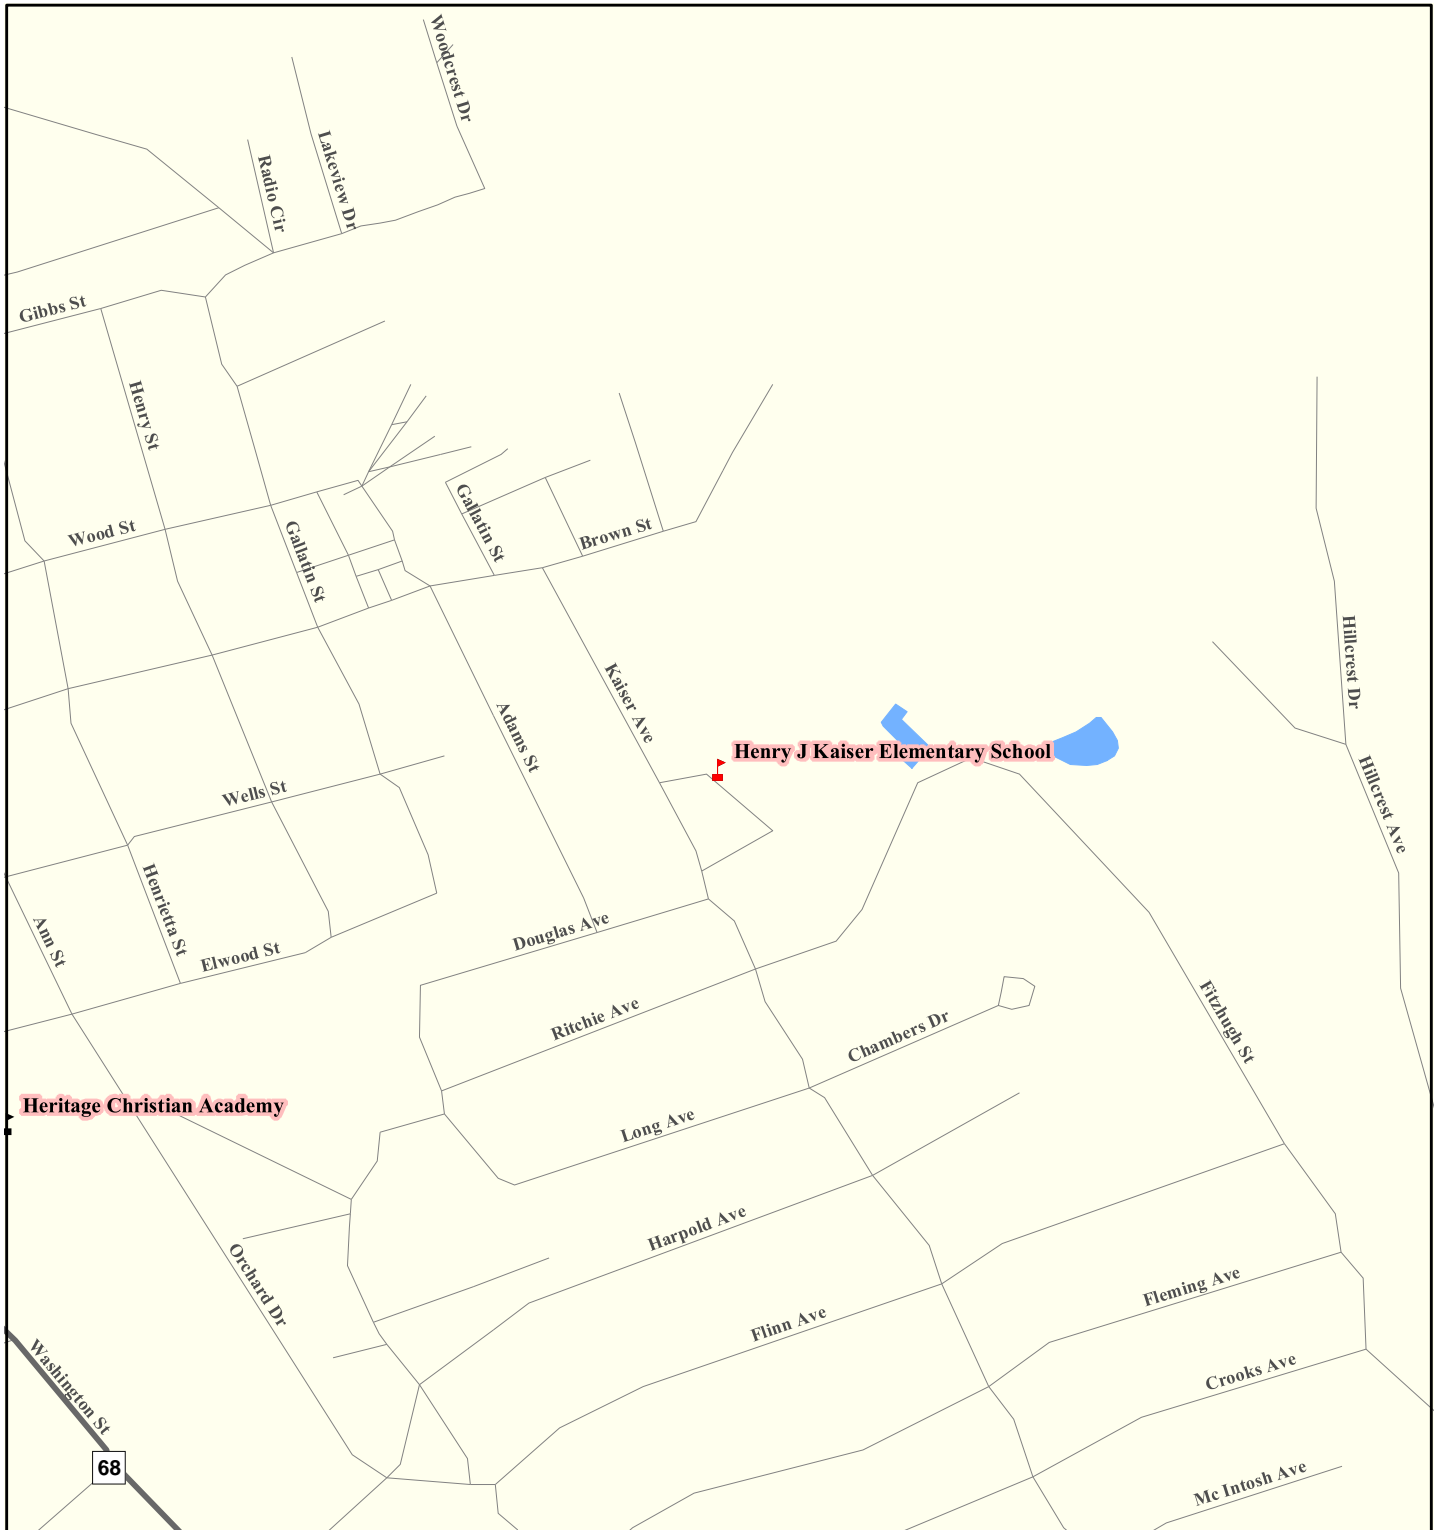 Woodcrest Dr
Lakeview Dr
Radio Cir
Gibbs St
Henry St
Wood St
Gallatin St
Gallatin St
Brown St
Hillcrest Dr
Kaiser Ave
Adams St
Henry J Kaiser Elementary School
Hillcrest Ave
Wells St
Henrietta St
Ann St
Elwood St
Douglas Ave
Ritchie Ave
Chambers Dr
Fitzhugh St
Heritage Christian Academy
Long Ave
Harpold Ave
Orchard Dr
Fleming Ave
Flinn Ave
Washington St
Crooks Ave
68
Mc Intosh Ave